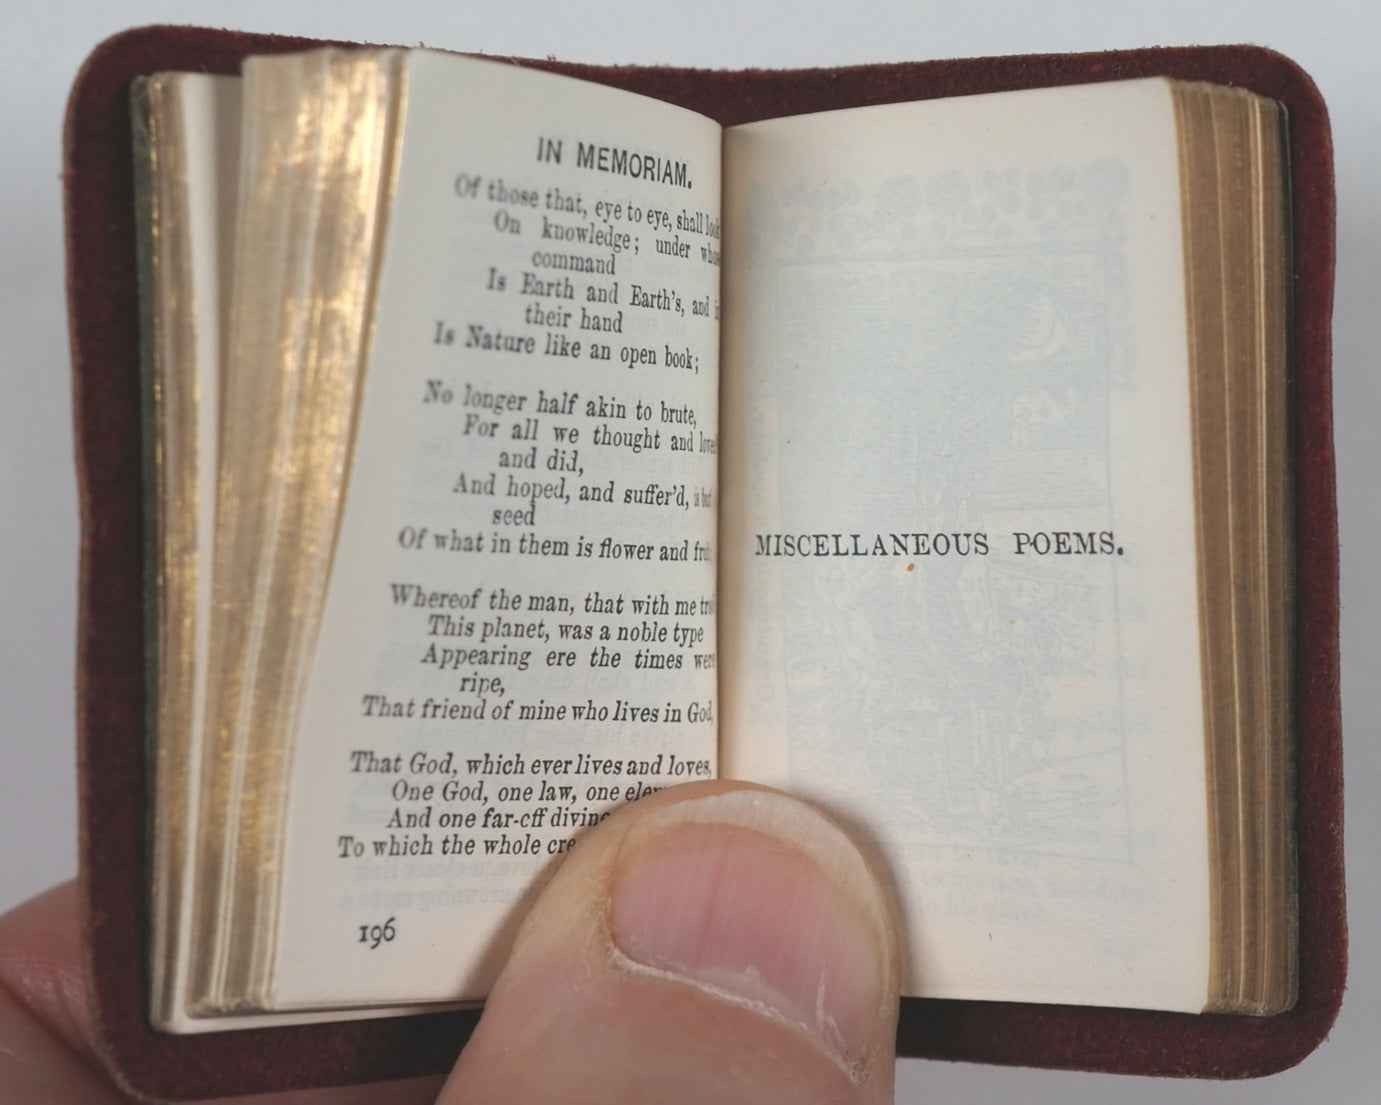 IN MEMORIAM.
Of those that, eye to eye, shall look
On knowledge; under whose
command
Is Earth and Earth's, and
their hand
Is Nature like an open book;
No longer half akin to brute,
For all we thought and loved
and did,
And hoped, and suffer'd, is but
seed
Of what in them is flower and
Whereof the man, that with me
This planet, was a noble type
Appearing ere the times were
ripe,
That friend of mine who lives in God,
That God, which ever lives and loves,
One God, one law, one
And one far-off
To which the whole
196
MISCELLANEOUS POEMS.